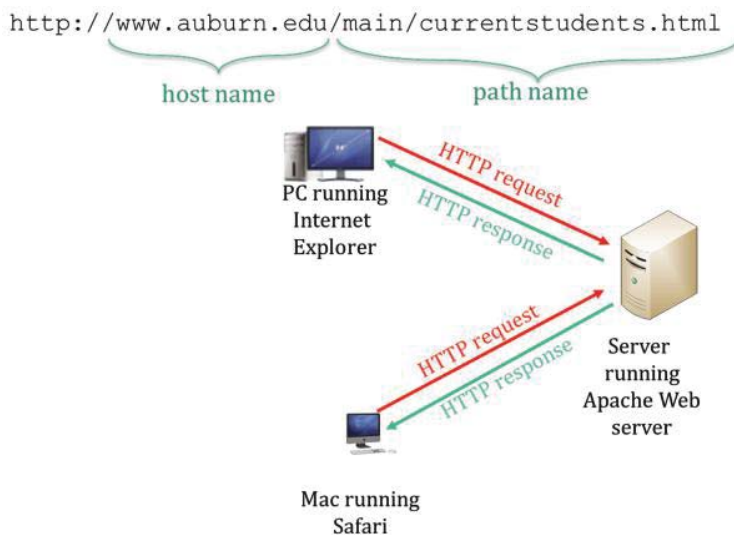 http://www.auburn.edu/main/currentstudents.html
host name
path name
HTTP request
HTTP response
PC running
Internet
Explorer
HTTP request
HTTP response
Server
running
Apache Web
server
Mac running
Safari